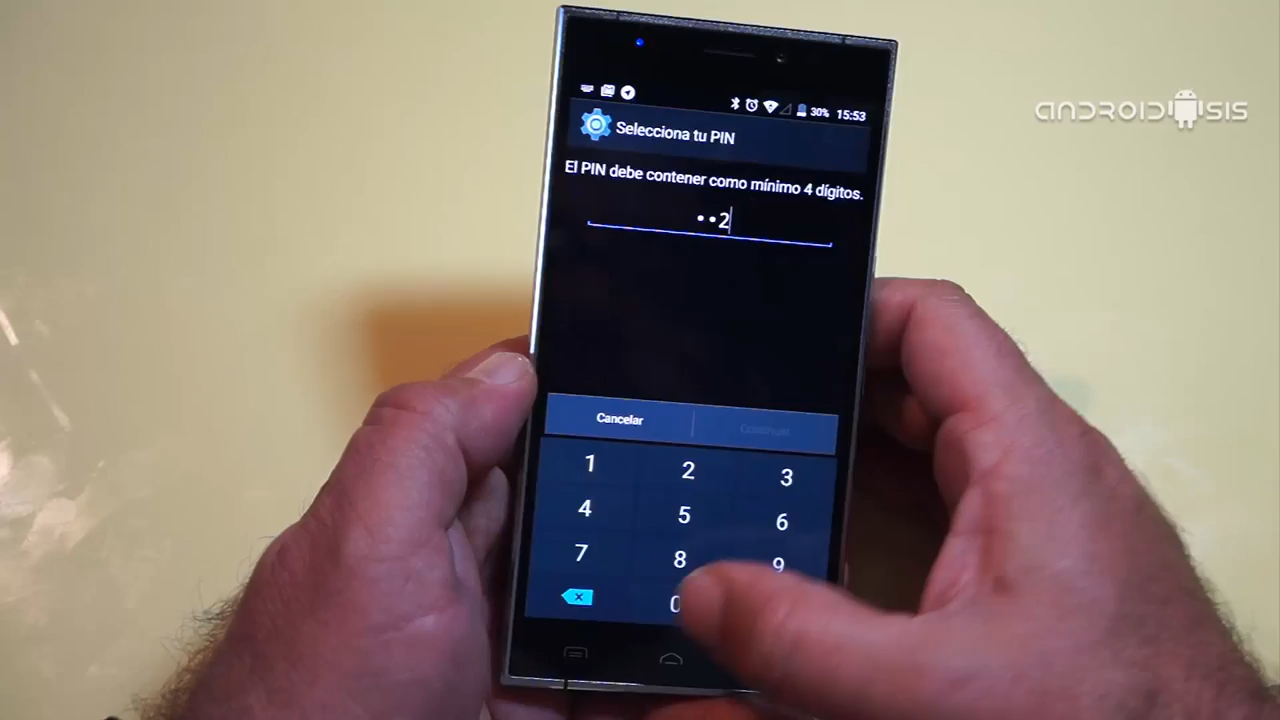 ANDROIDSIS
30% 15:53
Selecciona tu PIN
El PIN debe contener como mínimo 4 dígitos.
••2
Cancelar Continuar
1 2 3
4 5 6
7 8 9
0